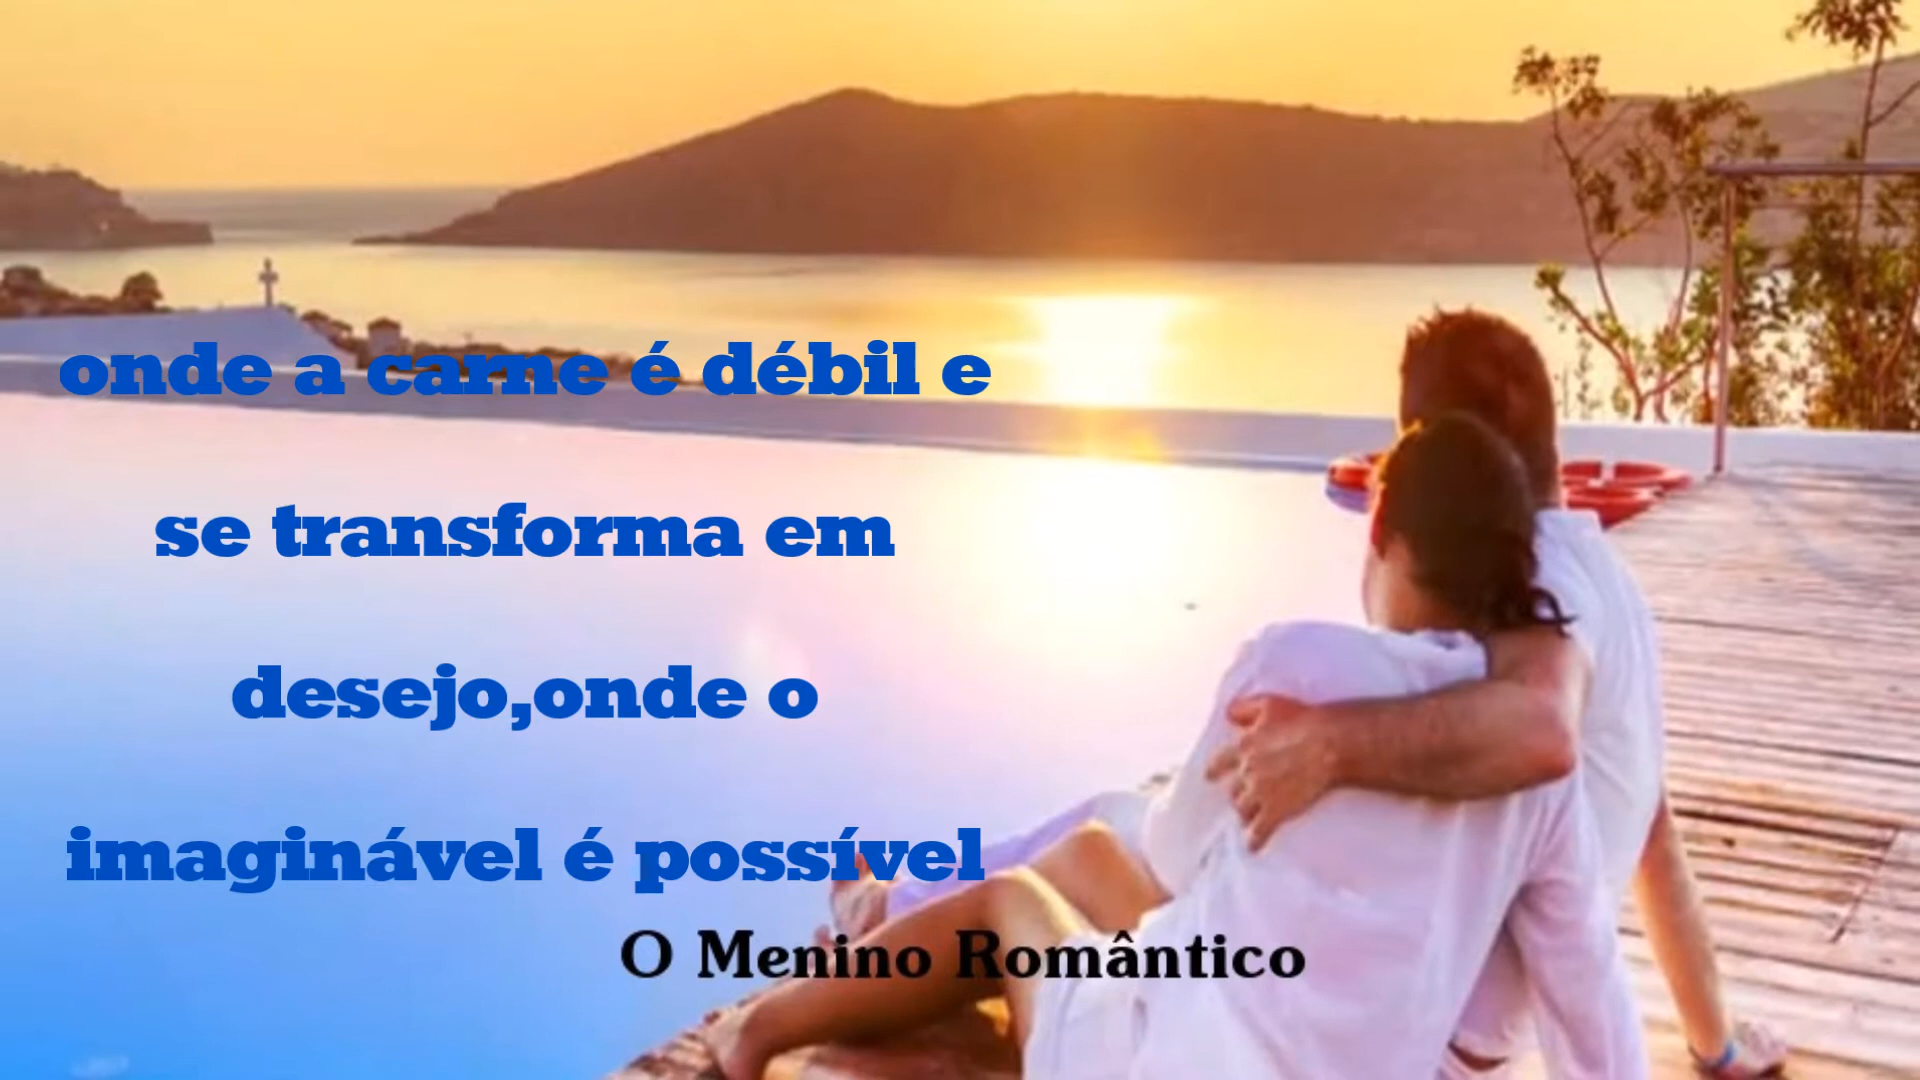 onde a carne é débil e
se transforma em
desejo,onde o
imaginável é possível
O Menino Romântico